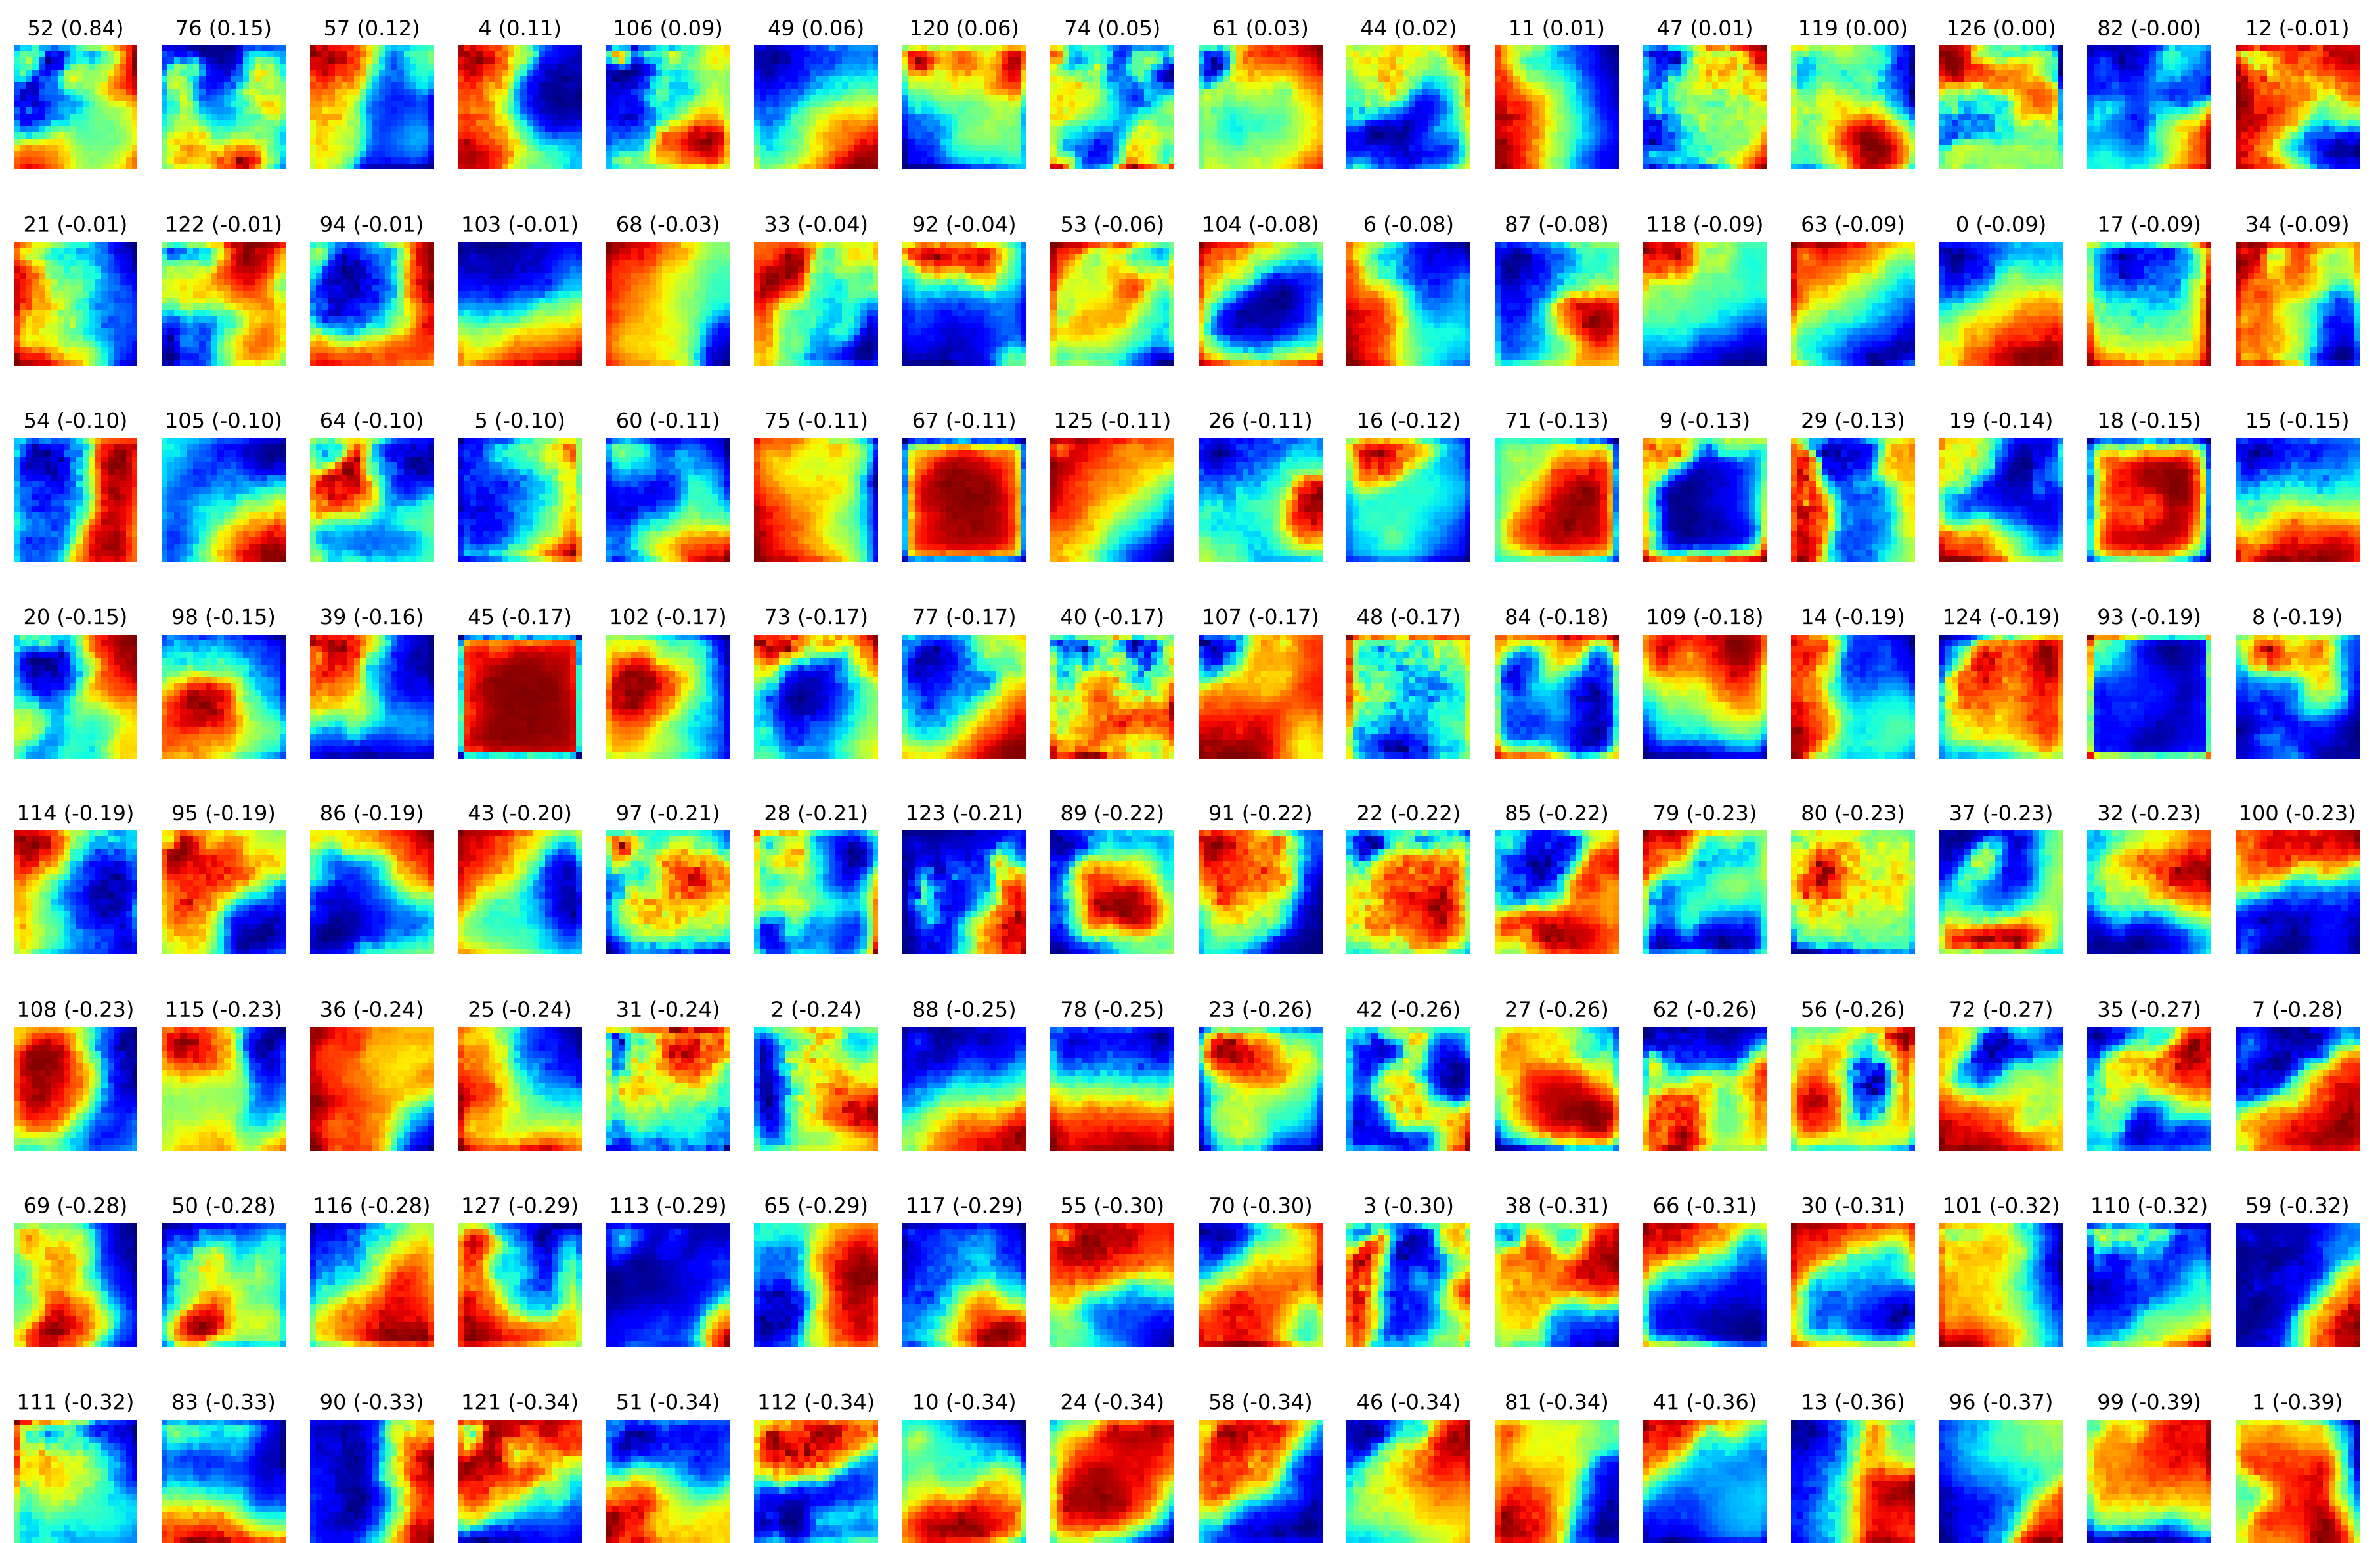 52 (0.84) 76 (0.15) 57 (0.12) 4 (0.11) 106 (0.09) 49 (0.06) 120 (0.06) 74 (0.05) 61 (0.03) 44 (0.02) 11 (0.01) 47 (0.01) 119 (0.00) 126 (0.00) 82 (-0.00) 12 (-0.01)
21 (-0.01) 122 (-0.01) 94 (-0.01) 103 (-0.01) 68 (-0.03) 33 (-0.04) 92 (-0.04) 53 (-0.06) 104 (-0.08) 6 (-0.08) 87 (-0.08) 118 (-0.09) 63 (-0.09) 0 (-0.09) 17 (-0.09) 34 (-0.09)
54 (-0.10) 105 (-0.10) 64 (-0.10) 5 (-0.10) 60 (-0.11) 75 (-0.11) 67 (-0.11) 125 (-0.11) 26 (-0.11) 16 (-0.12) 71 (-0.13) 9 (-0.13) 29 (-0.13) 19 (-0.14) 18 (-0.15) 15 (-0.15)
20 (-0.15) 98 (-0.15) 39 (-0.16) 45 (-0.17) 102 (-0.17) 73 (-0.17) 77 (-0.17) 40 (-0.17) 107 (-0.17) 48 (-0.17) 84 (-0.18) 109 (-0.18) 14 (-0.19) 124 (-0.19) 93 (-0.19) 8 (-0.19)
114 (-0.19) 95 (-0.19) 86 (-0.19) 43 (-0.20) 97 (-0.21) 28 (-0.21) 123 (-0.21) 89 (-0.22) 91 (-0.22) 22 (-0.22) 85 (-0.22) 79 (-0.23) 80 (-0.23) 37 (-0.23) 32 (-0.23) 100 (-0.23)
108 (-0.23) 115 (-0.23) 36 (-0.24) 25 (-0.24) 31 (-0.24) 2 (-0.24) 88 (-0.25) 78 (-0.25) 23 (-0.26) 42 (-0.26) 27 (-0.26) 62 (-0.26) 56 (-0.26) 72 (-0.27) 35 (-0.27) 7 (-0.28)
69 (-0.28) 50 (-0.28) 116 (-0.28) 127 (-0.29) 113 (-0.29) 65 (-0.29) 117 (-0.29) 55 (-0.30) 70 (-0.30) 3 (-0.30) 38 (-0.31) 66 (-0.31) 30 (-0.31) 101 (-0.32) 110 (-0.32) 59 (-0.32)
111 (-0.32) 83 (-0.33) 90 (-0.33) 121 (-0.34) 51 (-0.34) 112 (-0.34) 10 (-0.34) 24 (-0.34) 58 (-0.34) 46 (-0.34) 81 (-0.34) 41 (-0.36) 13 (-0.36) 96 (-0.37) 99 (-0.39) 1 (-0.39)